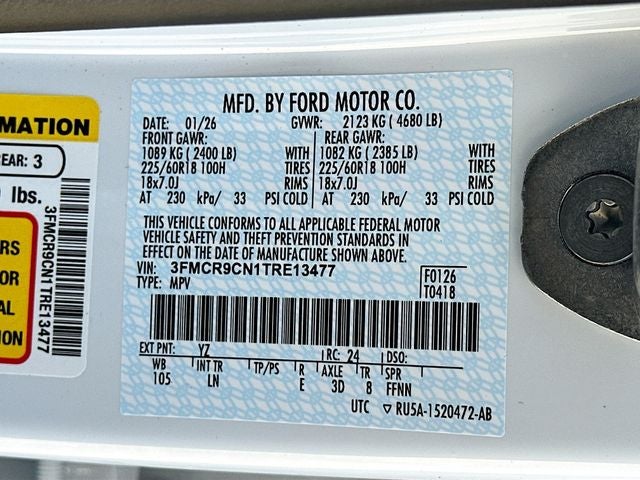 MFD. BY FORD MOTOR CO.
DATE: 01/26 GVWR: 2123 KG ( 4680 LB)
FRONT GAWR: REAR GAWR:
1089 KG ( 2400 LB) WITH 1082 KG ( 2385 LB) WITH
225/60R18 100H TIRES 225/60R18 100H TIRES
18x7.0J RIMS 18x7.0J RIMS
AT 230 kPa/ 33 PSI COLD AT 230 kPa/ 33 PSI COLD
THIS VEHICLE CONFORMS TO ALL APPLICABLE FEDERAL MOTOR
VEHICLE SAFETY AND THEFT PREVENTION STANDARDS IN
EFFECT ON THE DATE OF MANUFACTURE SHOWN ABOVE.
VIN: 3FMCR9CN1TRE13477 F0126
TYPE: MPV T0418
EXT PNT: YZ RC: 24 DSO:
WB INT TR TP/PS R AXLE TR SPR
105 LN E 3D 8 FFNN
UTC ▽ RU5A-1520472-AB
MATION
EAR: 3
lbs.
RS
OR
AL
ION
3FMCR9CN1TRE13477